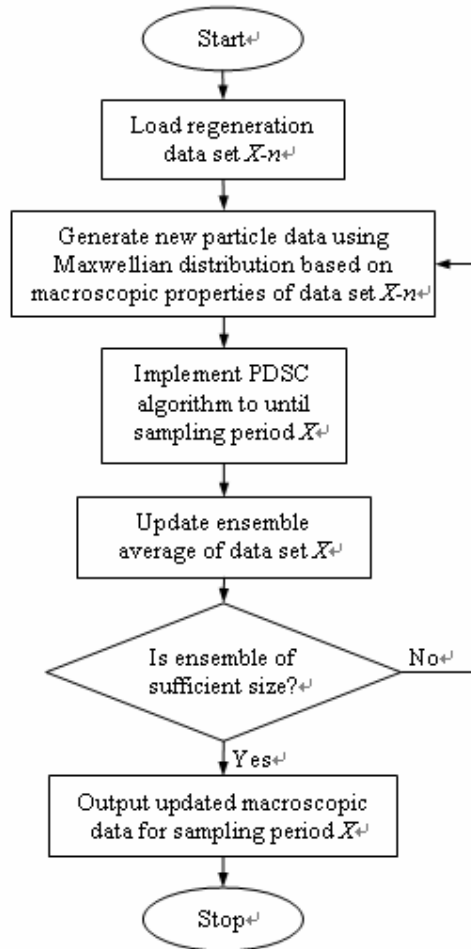 Start↵
Load regeneration
data set X-n↵
Generate new particle data using
Maxwellian distribution based on
macroscopic properties of data set X-n↵
Implement PDSC
algorithm to until
sampling period X↵
Update ensemble
average of data set X↵
Is ensemble of
sufficient size?↵
No↵
Yes↵
Output updated macroscopic
data for sampling period X↵
Stop↵